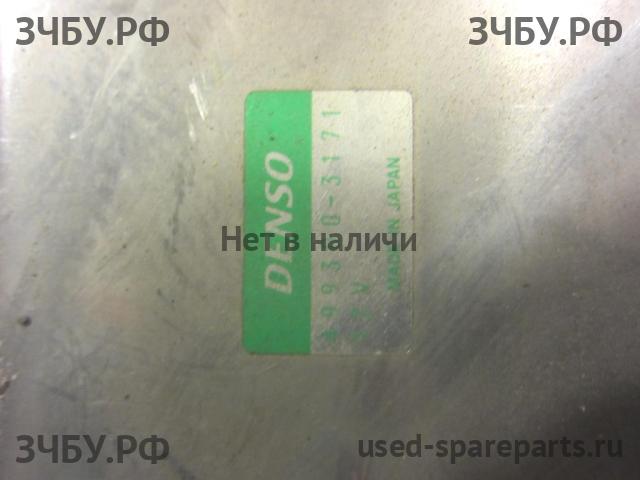 ЗЧБУ.РФ
ЗЧБУ.РФ
DENSO
MADE IN JAPAN
Нет в наличи
ЗЧБУ.РФ
used-spareparts.ru